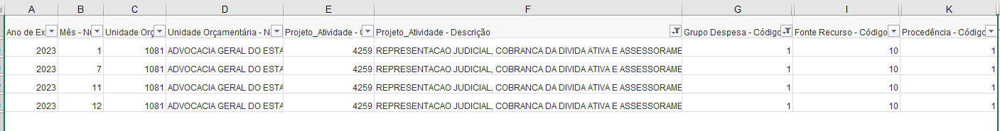 A B C D E F G I K
Ano de Ex Mês - Nú Unidade Orç Unidade Orçamentária - N Projeto_Atividade - C Projeto_Atividade - Descrição Grupo Despesa - Código Fonte Recurso - Código Procedência - Código
2023 1 1081 ADVOCACIA GERAL DO ESTA 4259 REPRESENTACAO JUDICIAL, COBRANCA DA DIVIDA ATIVA E ASSESSORAME 1 10 1
2023 7 1081 ADVOCACIA GERAL DO ESTA 4259 REPRESENTACAO JUDICIAL, COBRANCA DA DIVIDA ATIVA E ASSESSORAME 1 10 1
2023 11 1081 ADVOCACIA GERAL DO ESTA 4259 REPRESENTACAO JUDICIAL, COBRANCA DA DIVIDA ATIVA E ASSESSORAME 1 10 1
2023 12 1081 ADVOCACIA GERAL DO ESTA 4259 REPRESENTACAO JUDICIAL, COBRANCA DA DIVIDA ATIVA E ASSESSORAME 1 10 1